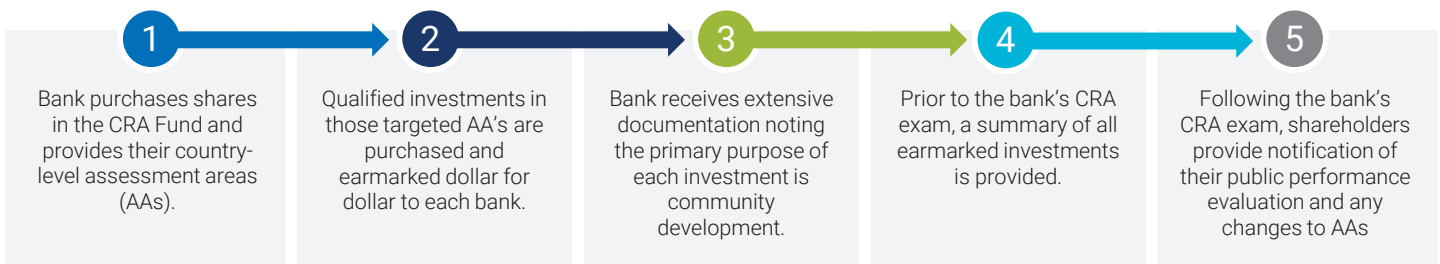 1
Bank purchases shares
in the CRA Fund and
provides their country-
level assessment areas
(AAs).
2
Qualified investments in
those targeted AA's are
purchased and
earmarked dollar for
dollar to each bank.
3
Bank receives extensive
documentation noting
the primary purpose of
each investment is
community
development.
4
Prior to the bank's CRA
exam, a summary of all
earmarked investments
is provided.
5
Following the bank's
CRA exam, shareholders
provide notification of
their public performance
evaluation and any
changes to AAs